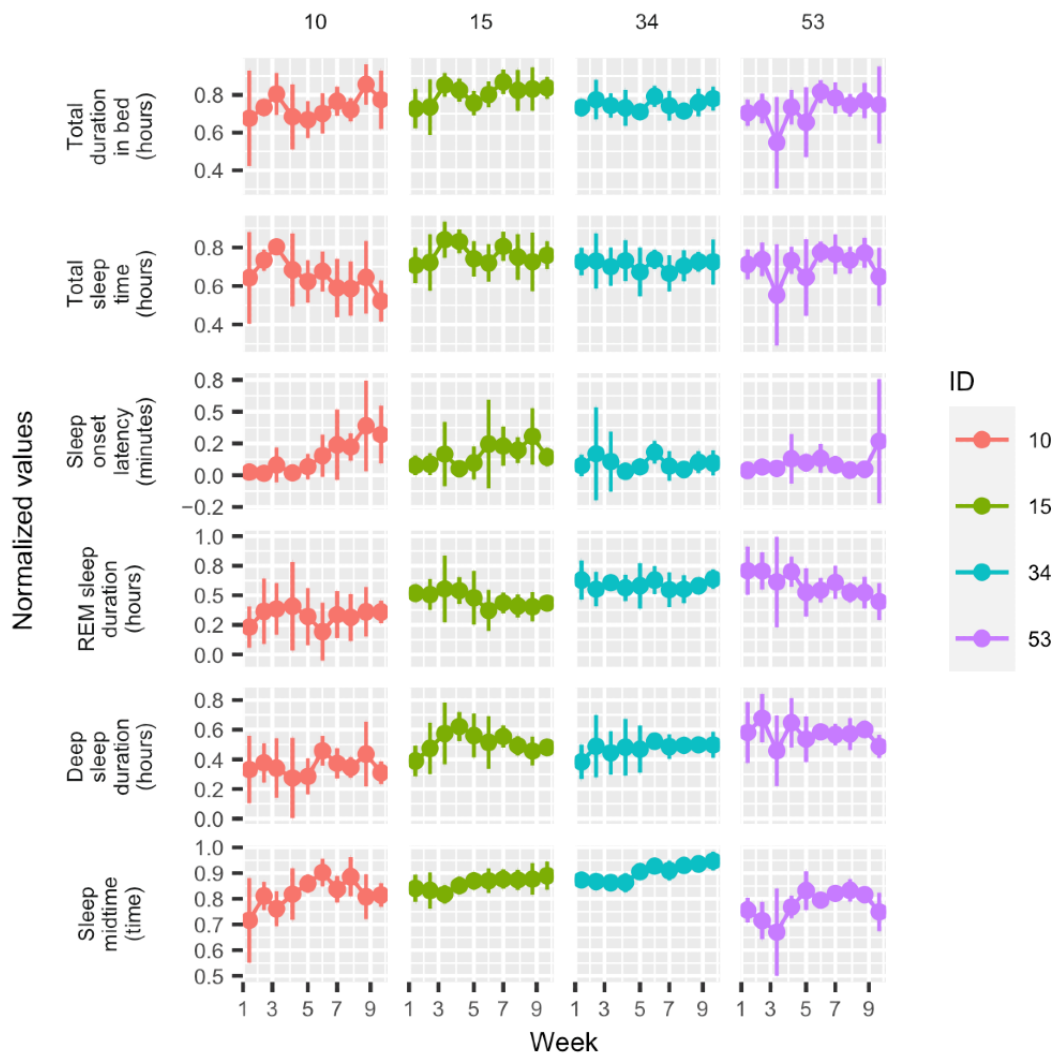 10 15 34 53
Total
duration
in bed
(hours)
0.8
0.6
0.4
Total
sleep
time
(hours)
0.8
0.6
0.4
Sleep
onset
latency
(minutes)
0.8
0.5
0.2
0.0
−0.2
REM sleep
duration
(hours)
1.0
0.8
0.5
0.2
0.0
Deep
sleep
duration
(hours)
0.8
0.6
0.4
0.2
0.0
Sleep
midtime
(time)
1.0
0.9
0.8
0.7
0.6
0.5
Normalized values
1 3 5 7 9 1 3 5 7 9 1 3 5 7 9 1 3 5 7 9
Week
ID
10
15
34
53